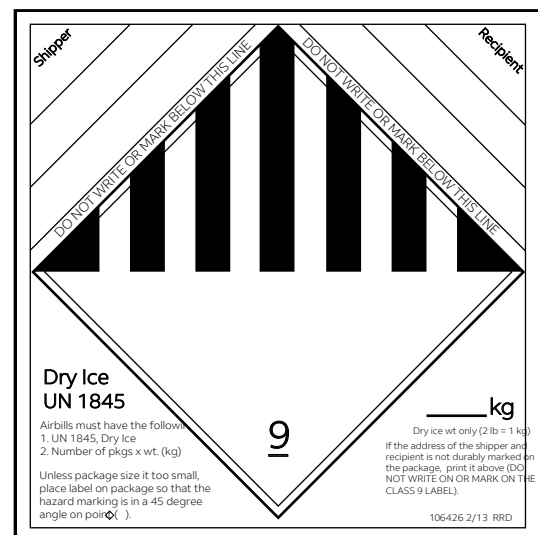 Shipper
Recipient
DO NOT WRITE OR MARK BELOW THIS LINE
DO NOT WRITE OR MARK BELOW THIS LINE
Dry Ice
UN 1845
Airbills must have the followin
1. UN 1845, Dry Ice
2. Number of pkgs x wt. (kg)
Unless package size it too small,
place label on package so that the
hazard marking is in a 45 degree
angle on point ( ).
9
kg
Dry ice wt only (2 lb = 1 kg)
If the address of the shipper and
recipient is not durably marked on
the package, print it above (DO
NOT WRITE ON OR MARK ON THE
CLASS 9 LABEL).
106426 2/13 RRD